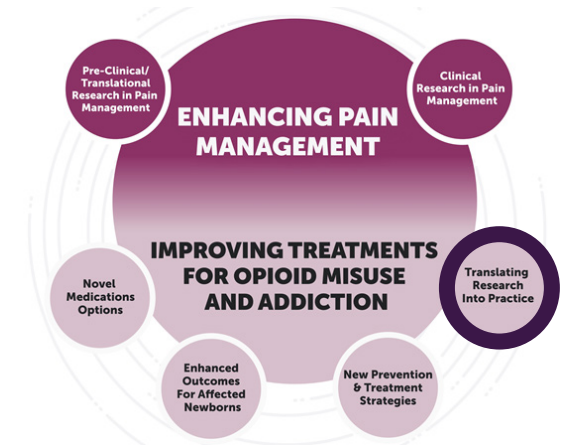 Pre-Clinical/
Translational
Research in Pain
Management
Clinical
Research in Pain
Management
ENHANCING PAIN
MANAGEMENT
IMPROVING TREATMENTS
FOR OPIOID MISUSE
AND ADDICTION
Novel
Medications
Options
Translating
Research
Into Practice
Enhanced
Outcomes
For Affected
Newborns
New Prevention
& Treatment
Strategies